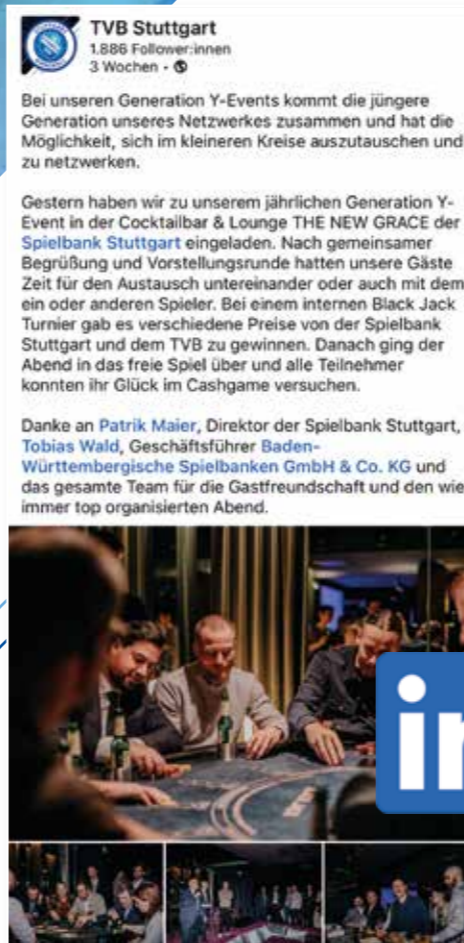 TVB Stuttgart
1.886 Follower:innen
3 Wochen •
Bei unseren Generation Y-Events kommt die jüngere
Generation unseres Netzwerkes zusammen und hat die
Möglichkeit, sich im kleineren Kreise auszutauschen und
zu netzwerken.
Gestern haben wir zu unserem jährlichen Generation Y-
Event in der Cocktailbar & Lounge THE NEW GRACE der
Spielbank Stuttgart eingeladen. Nach gemeinsamer
Begrüßung und Vorstellungsrunde hatten unsere Gäste
Zeit für den Austausch untereinander oder auch mit dem
ein oder anderen Spieler. Bei einem internen Black Jack
Turnier gab es verschiedene Preise von der Spielbank
Stuttgart und dem TVB zu gewinnen. Danach ging der
Abend in das freie Spiel über und alle Teilnehmer
konnten ihr Glück im Cashgame versuchen.
Danke an Patrik Maier, Direktor der Spielbank Stuttgart,
Tobias Wald, Geschäftsführer Baden-
Württembergische Spielbanken GmbH & Co. KG und
das gesamte Team für die Gastfreundschaft und den wie
immer top organisierten Abend.
in